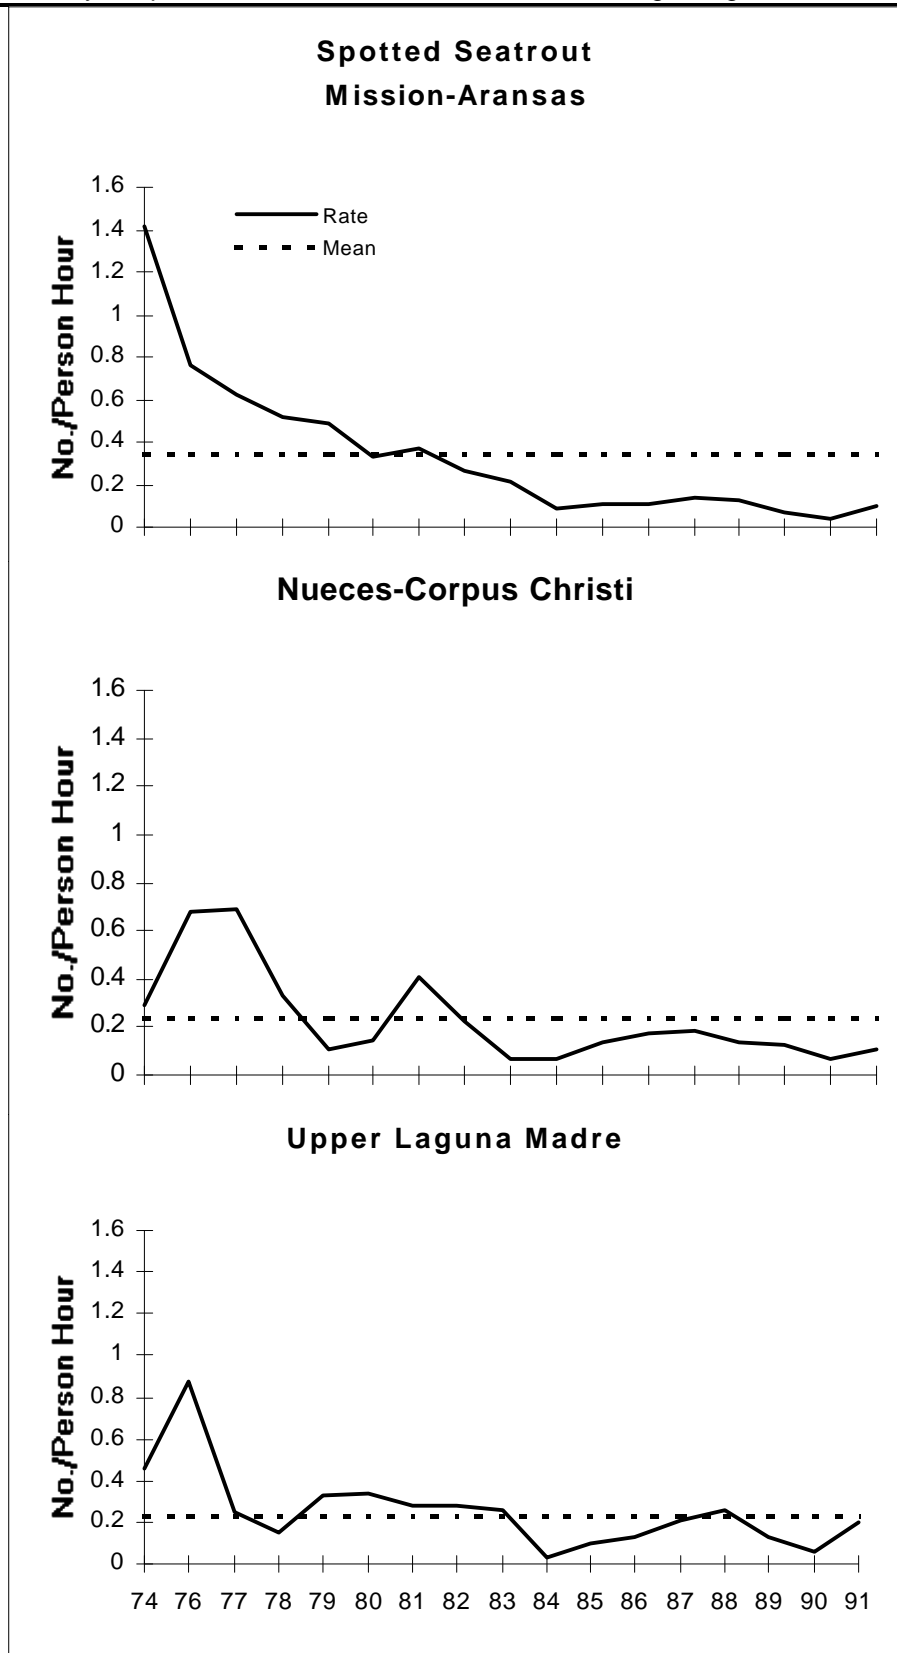 Spotted Seatrout
Mission-Aransas
1.6
1.4
1.2
1
0.8
0.6
0.4
0.2
0
No./Person Hour
Rate
Mean
Nueces-Corpus Christi
1.6
1.4
1.2
1
0.8
0.6
0.4
0.2
0
No./Person Hour
Upper Laguna Madre
1.6
1.4
1.2
1
0.8
0.6
0.4
0.2
0
No./Person Hour
74 76 77 78 79 80 81 82 83 84 85 86 87 88 89 90 91